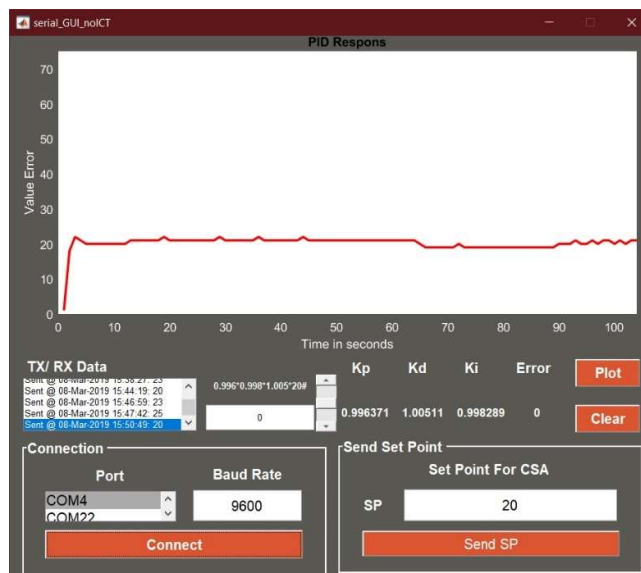 serial_GUI_noICT
PID Respons
70
60
50
40
30
20
10
0
Value Error
0 10 20 30 40 50 60 70 80 90 100
Time in seconds
TX/ RX Data
Sent @ 08-Mar-2019 15:38:27: 23
Sent @ 08-Mar-2019 15:44:19: 20
Sent @ 08-Mar-2019 15:46:59: 23
Sent @ 08-Mar-2019 15:47:42: 25
Sent @ 08-Mar-2019 15:50:49: 20
0.996*0.998*1.005*20#
0
Kp Kd Ki Error
0.996371 1.00511 0.998289 0
Plot
Clear
Connection
Port Baud Rate
COM4
COM22
9600
Connect
Send Set Point
Set Point For CSA
SP 20
Send SP